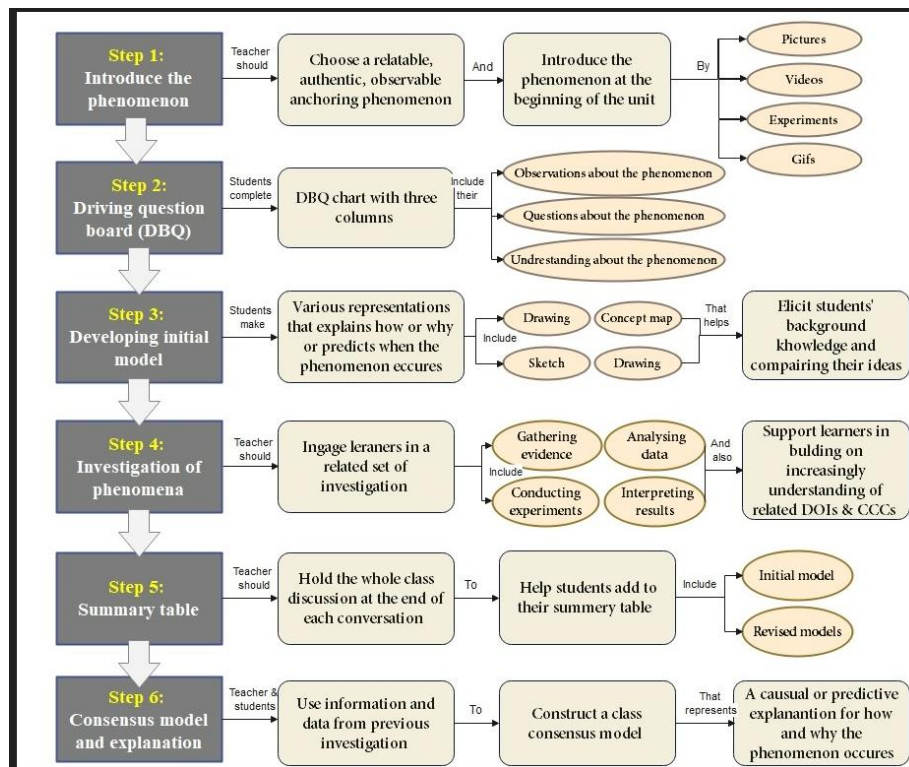 Step 1:
Introduce the
phenomenon
Teacher
should
Choose a relatable,
authentic, observable
anchoring phenomenon
And
Introduce the
phenomenon at the
beginning of the unit
By
Pictures
Videos
Experiments
Gifs
Step 2:
Driving question
board (DBQ)
Students
complete
DBQ chart with three
columns
Include
their
Observations about the phenomenon
Questions about the phenomenon
Undrestanding about the phenomenon
Step 3:
Developing initial
model
Students
make
Various representations
that explains how or why
or predicts when the
phenomenon eccures
Include
Drawing
Sketch
Concept map
Drawing
That
helps
Elicit students'
background
khowledge and
compairing their ideas
Step 4:
Investigation of
phenomena
Teacher
should
Ingage leraners in a
related set of
investigation
Include
Gathering
evidence
Conducting
experiments
Analysing
data
Interpreting
results
And
also
Support learners in
bulding on
increasingly
understanding of
related DOIs & CCCs
Step 5:
Summary table
Teacher
should
Hold the whole class
discussion at the end of
each conversation
To
Help students add to
their summery table
Include
Initial model
Revised models
Step 6:
Consensus model
and explanation
Teacher &
students
Use information and
data from previous
investigation
To
Construct a class
consensus model
That
represents
A causual or predictive
explanantion for how
and why the
phenomenon occures